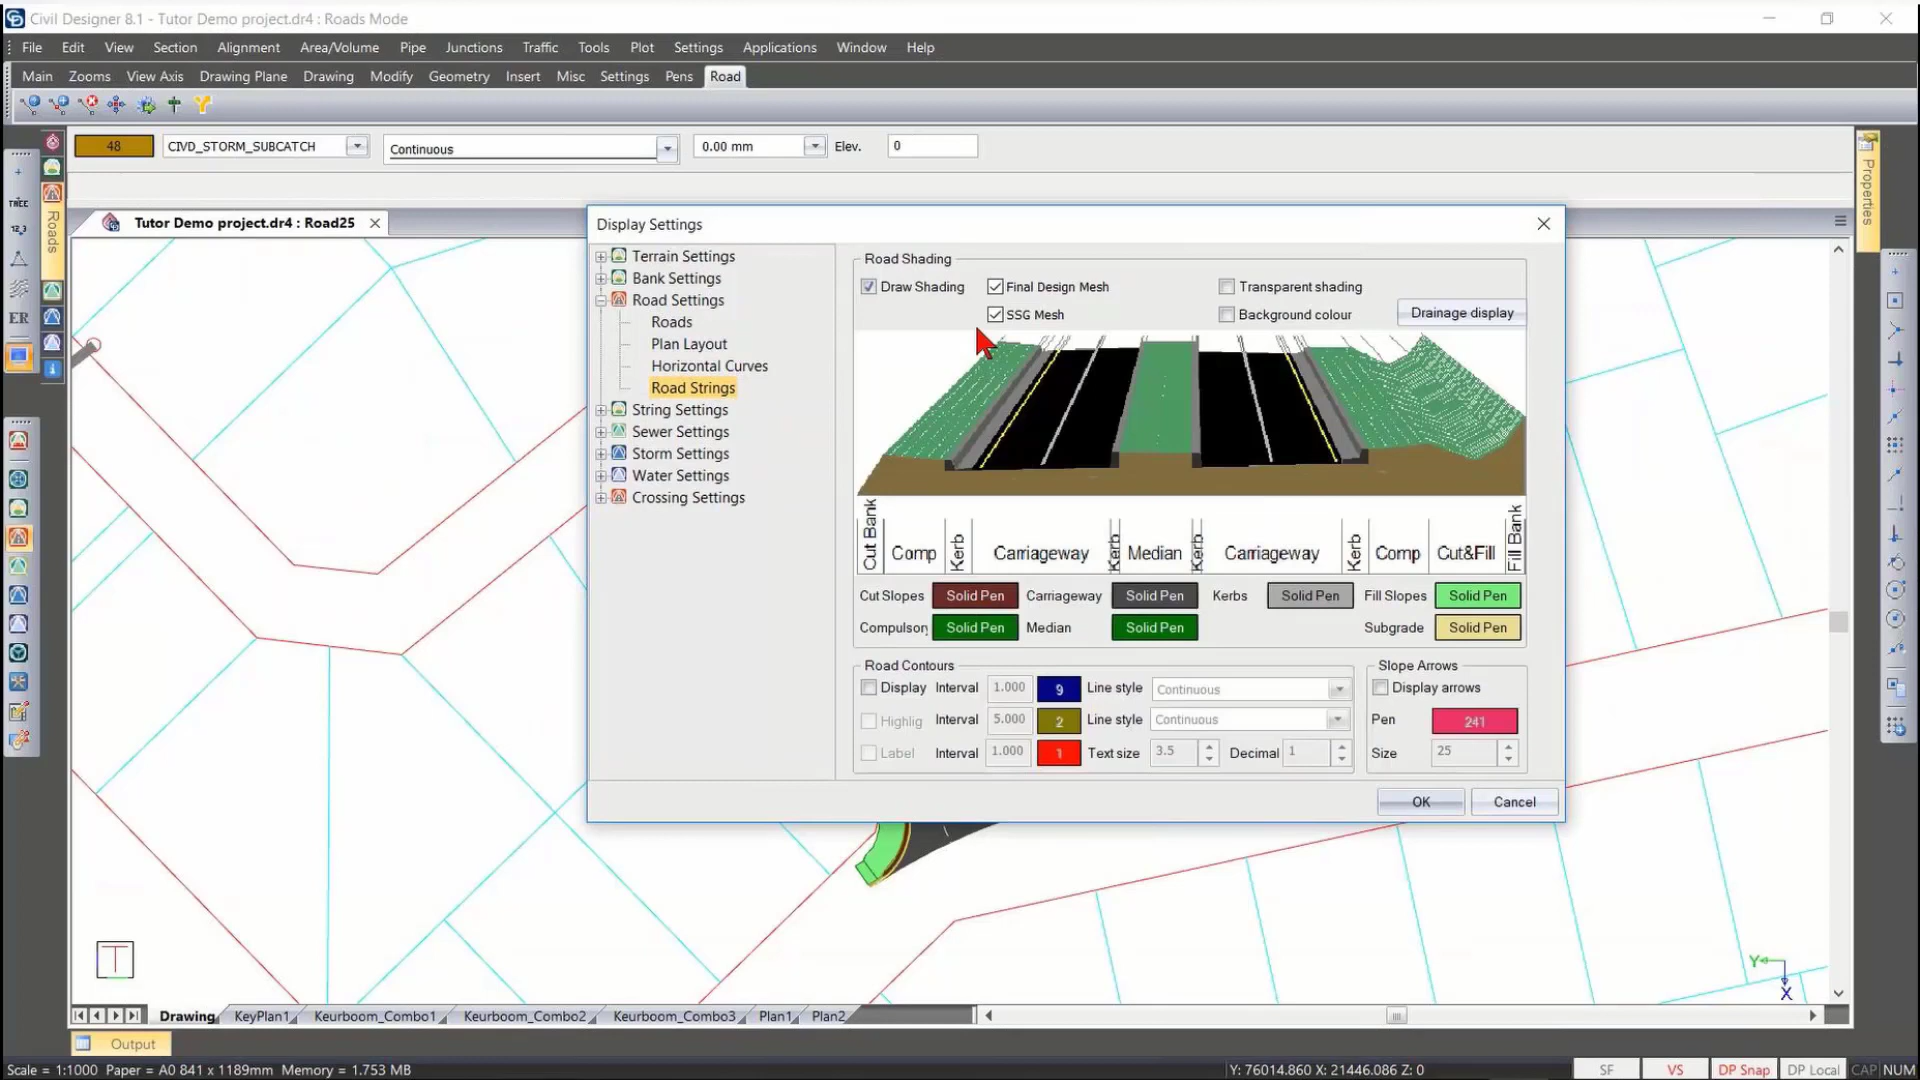 Civil Designer 8.1 - Tutor Demo project.dr4 : Roads Mode
File Edit View Section Alignment Area/Volume Pipe Junctions Traffic Tools Plot Settings Applications Window Help
Main Zooms View Axis Drawing Plane Drawing Modify Geometry Insert Misc Settings Pens Road
48 CIVD_STORM_SUBCATCH Continuous 0.00 mm Elev. 0
Properties
TREE
12.3
ER
Roads
Tutor Demo project.dr4 : Road25
Display Settings
Terrain Settings
Bank Settings
Road Settings
Roads
Plan Layout
Horizontal Curves
Road Strings
String Settings
Sewer Settings
Storm Settings
Water Settings
Crossing Settings
Road Shading
Draw Shading Final Design Mesh Transparent shading
SSG Mesh Background colour Drainage display
Cut Bank Comp Kerb Carriageway Kerb Median Kerb Carriageway Kerb Comp Cut&Fill Fill Bank
Cut Slopes Solid Pen Carriageway Solid Pen Kerbs Solid Pen Fill Slopes Solid Pen
Compulsor Solid Pen Median Solid Pen Subgrade Solid Pen
Road Contours
Display Interval 1.000 9 Line style Continuous
Highlig Interval 5.000 2 Line style Continuous
Label Interval 1.000 1 Text size 3.5 Decimal 1
Slope Arrows
Display arrows
Pen 241
Size 25
OK Cancel
T
Y
X
Drawing KeyPlan1 Keurboom_Combo1 Keurboom_Combo2 Keurboom_Combo3 Plan1 Plan2
Output
Scale = 1:1000 Paper = A0 841 x 1189mm Memory = 1.753 MB Y: 76014.860 X: 21446.086 Z: 0 SF VS DP Snap DP Local CAP NUM